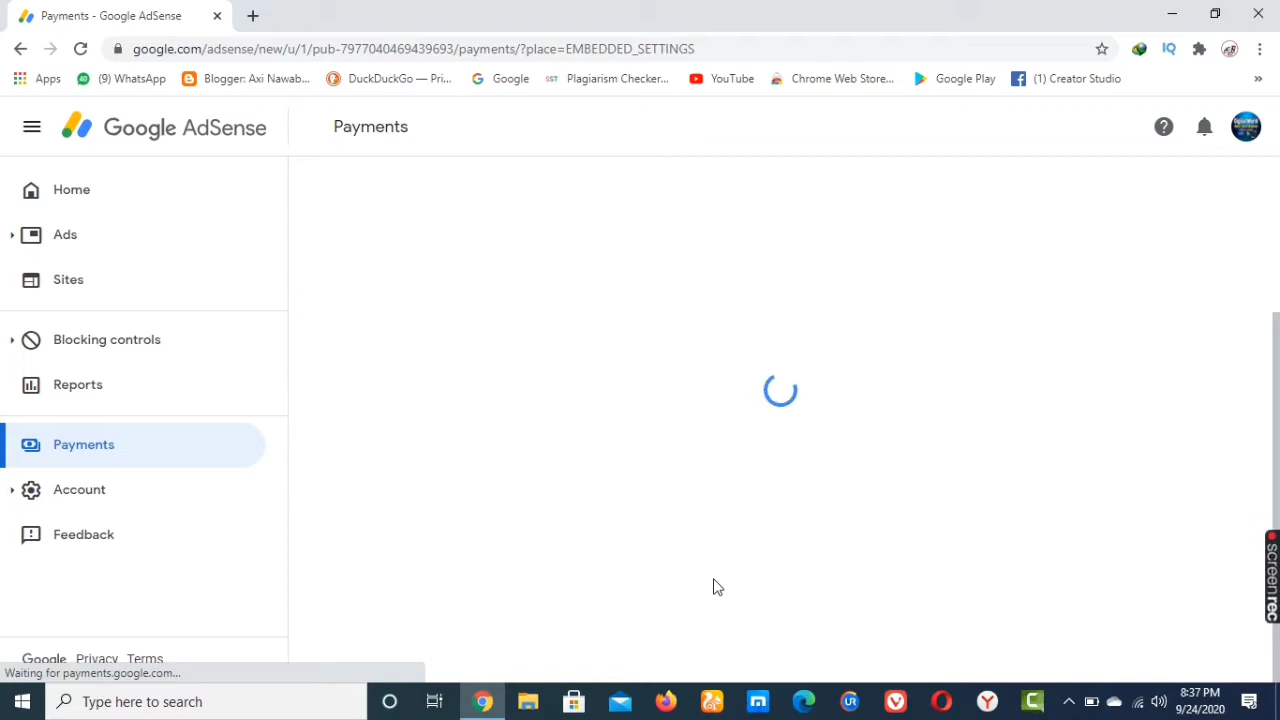 Payments - Google AdSense
google.com/adsense/new/u/1/pub-7977040469439693/payments/?place=EMBEDDED_SETTINGS
IQ
Apps
(9) WhatsApp
Blogger: Axi Nawab...
DuckDuckGo — Pri...
Google
SST Plagiarism Checker...
YouTube
Chrome Web Store...
Google Play
(1) Creator Studio
Google AdSense
Payments
Home
Ads
Sites
Blocking controls
Reports
Payments
Account
Feedback
Google Privacy Terms
Waiting for payments.google.com...
screenrec
Type here to search
8:37 PM
9/24/2020